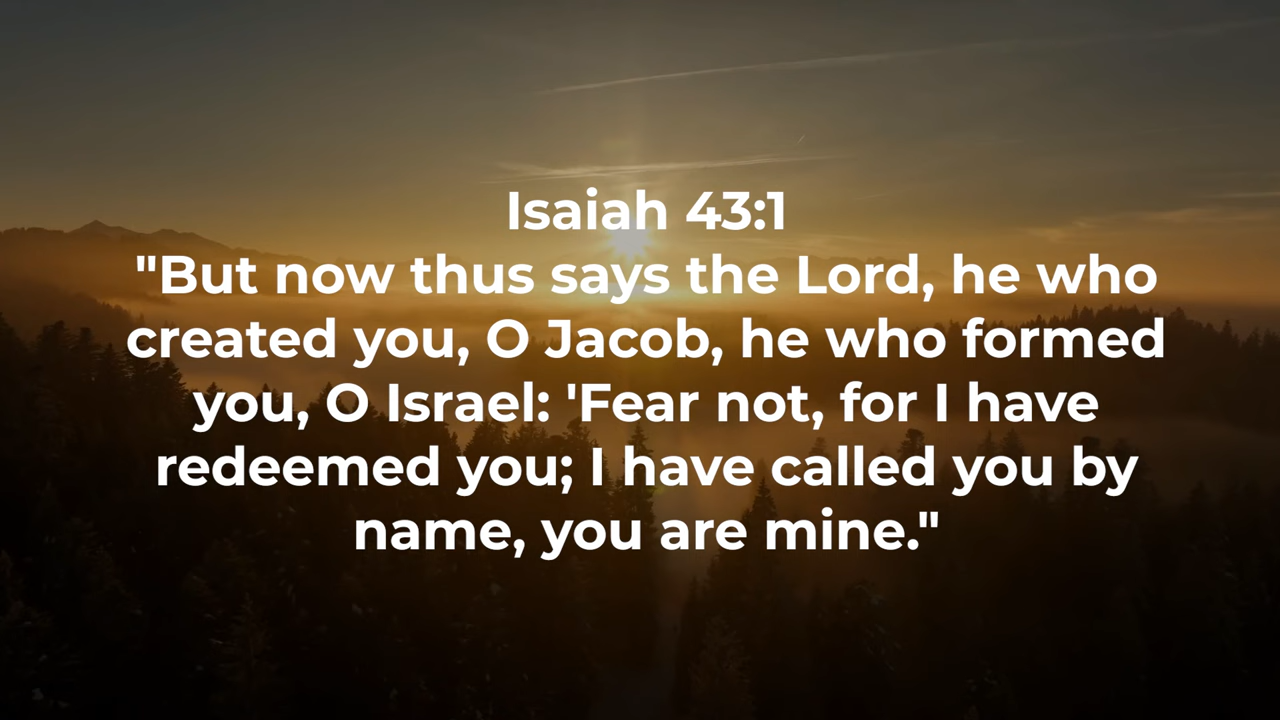 Isaiah 43:1
"But now thus says the Lord, he who
created you, O Jacob, he who formed
you, O Israel: 'Fear not, for I have
redeemed you; I have called you by
name, you are mine."